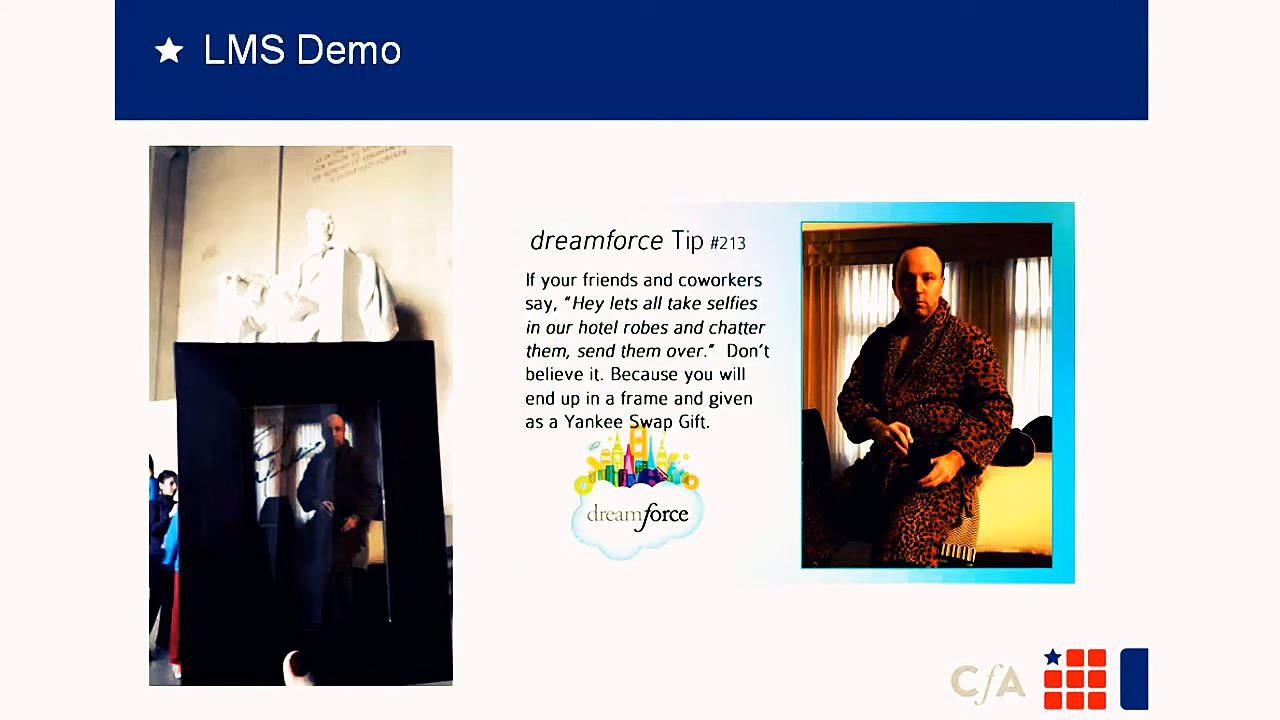 ★ LMS Demo
dreamforce Tip #213
If your friends and coworkers
say, “Hey lets all take selfies
in our hotel robes and chatter
them, send them over.” Don't
believe it. Because you will
end up in a frame and given
as a Yankee Swap Gift.
dreamforce
CfA